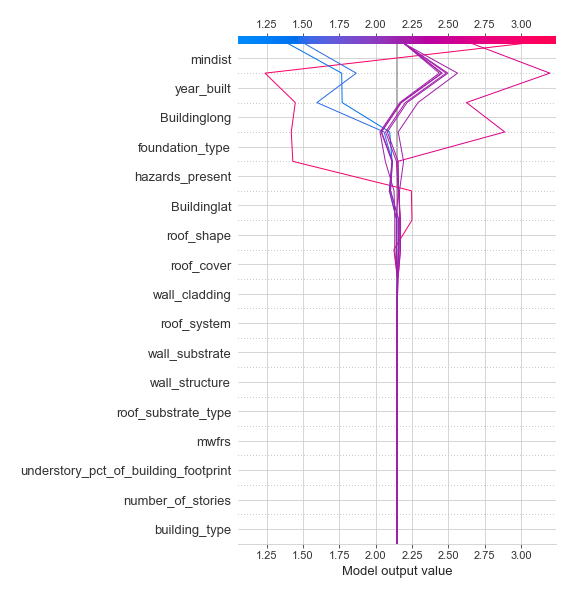 1.25 1.50 1.75 2.00 2.25 2.50 2.75 3.00
mindist
year_built
Buildinglong
foundation_type
hazards_present
Buildinglat
roof_shape
roof_cover
wall_cladding
roof_system
wall_substrate
wall_structure
roof_substrate_type
mwfrs
understory_pct_of_building_footprint
number_of_stories
building_type
1.25 1.50 1.75 2.00 2.25 2.50 2.75 3.00
Model output value